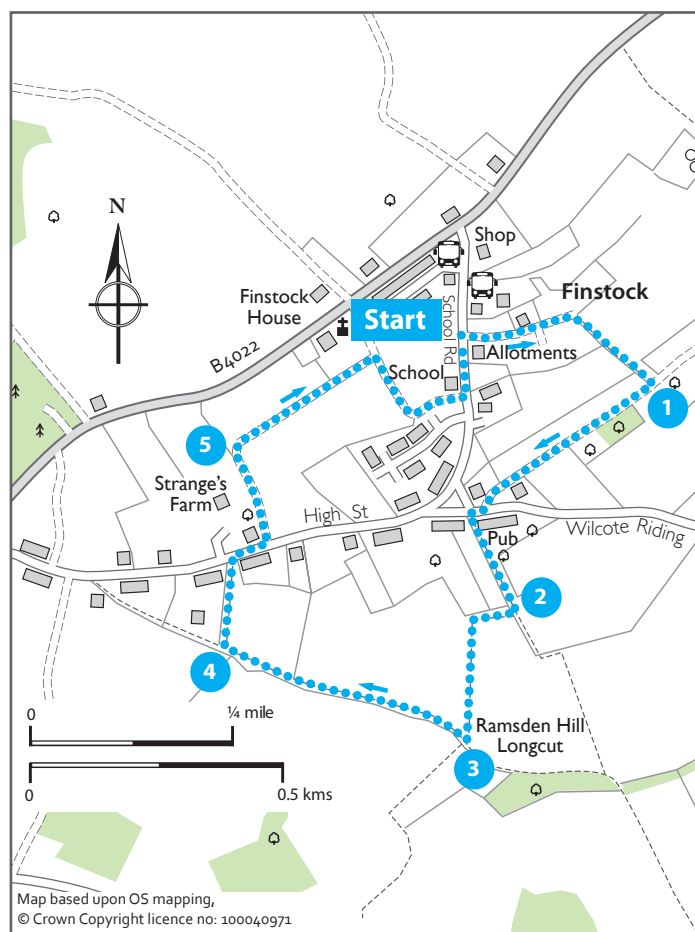 N
Shop
Finstock
House
Start
School Rd
Finstock
B4022
School
Allotments
1
5
Strange's
Farm
High St
Wilcote Riding
Pub
2
4
0
¼ mile
Ramsden Hill
Longcut
3
0
0.5 kms
Map based upon OS mapping,
© Crown Copyright licence no: 100040971